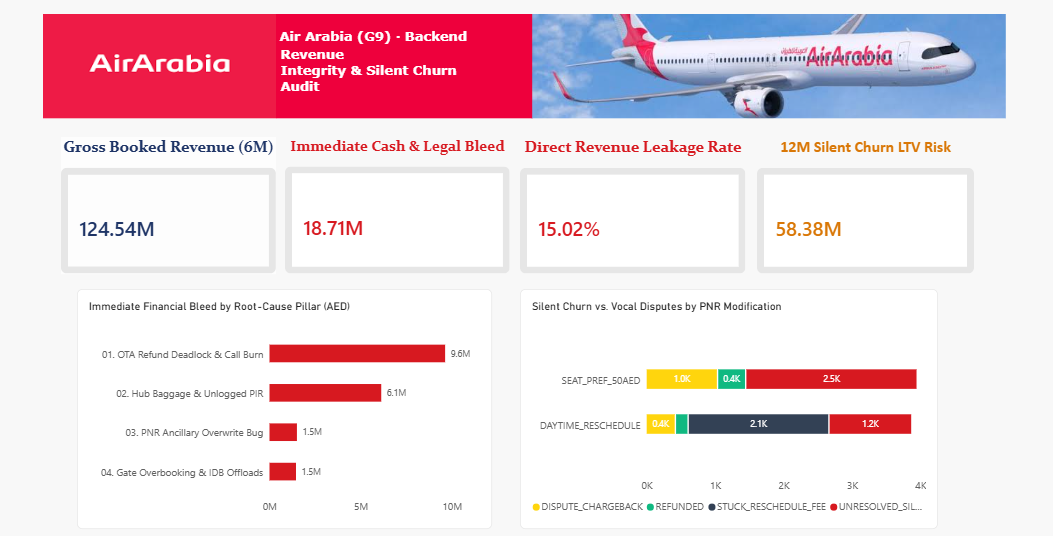 AirArabia
Air Arabia (G9) - Backend
Revenue
Integrity & Silent Churn
Audit
AirArabia
Gross Booked Revenue (6M)
Immediate Cash & Legal Bleed
Direct Revenue Leakage Rate
12M Silent Churn LTV Risk
124.54M
18.71M
15.02%
58.38M
Immediate Financial Bleed by Root-Cause Pillar (AED)
01. OTA Refund Deadlock & Call Burn
9.6M
02. Hub Baggage & Unlogged PIR
6.1M
03. PNR Ancillary Overwrite Bug
1.5M
04. Gate Overbooking & IDB Offloads
1.5M
0M
5M
10M
Silent Churn vs. Vocal Disputes by PNR Modification
SEAT_PREF_50AED
1.0K
0.4K
2.5K
DAYTIME_RESCHEDULE
0.4K
2.1K
1.2K
0K
1K
2K
3K
4K
DISPUTE_CHARGEBACK
REFUNDED
STUCK_RESCHEDULE_FEE
UNRESOLVED_SIL...